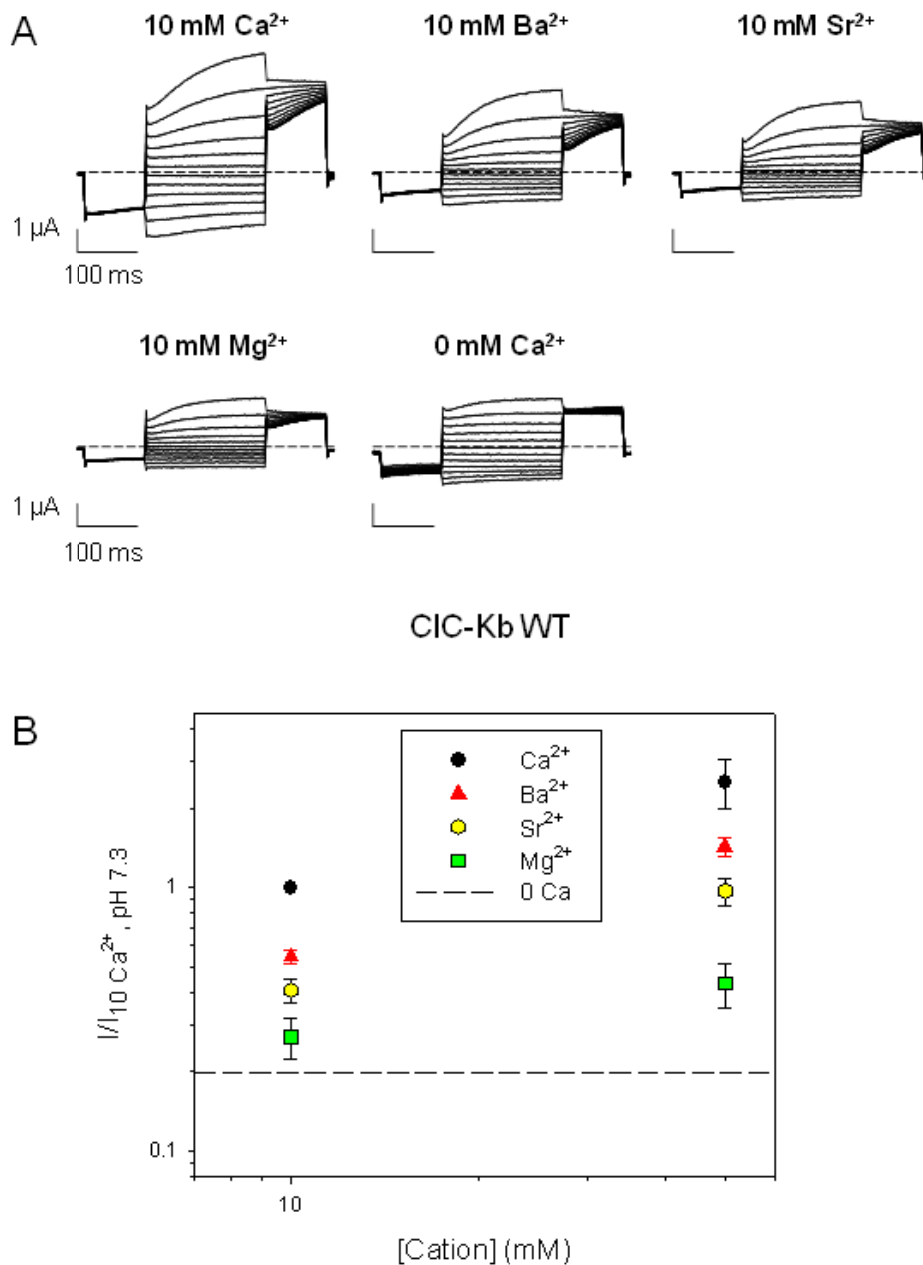 A
10 mM Ca²⁺
10 mM Ba²⁺
10 mM Sr²⁺
1 µA
100 ms
10 mM Mg²⁺
0 mM Ca²⁺
1 µA
100 ms
ClC-Kb WT
B
Ca²⁺
Ba²⁺
Sr²⁺
Mg²⁺
0 Ca
I/I10 Ca²⁺, pH 7.3
1
0.1
10
[Cation] (mM)